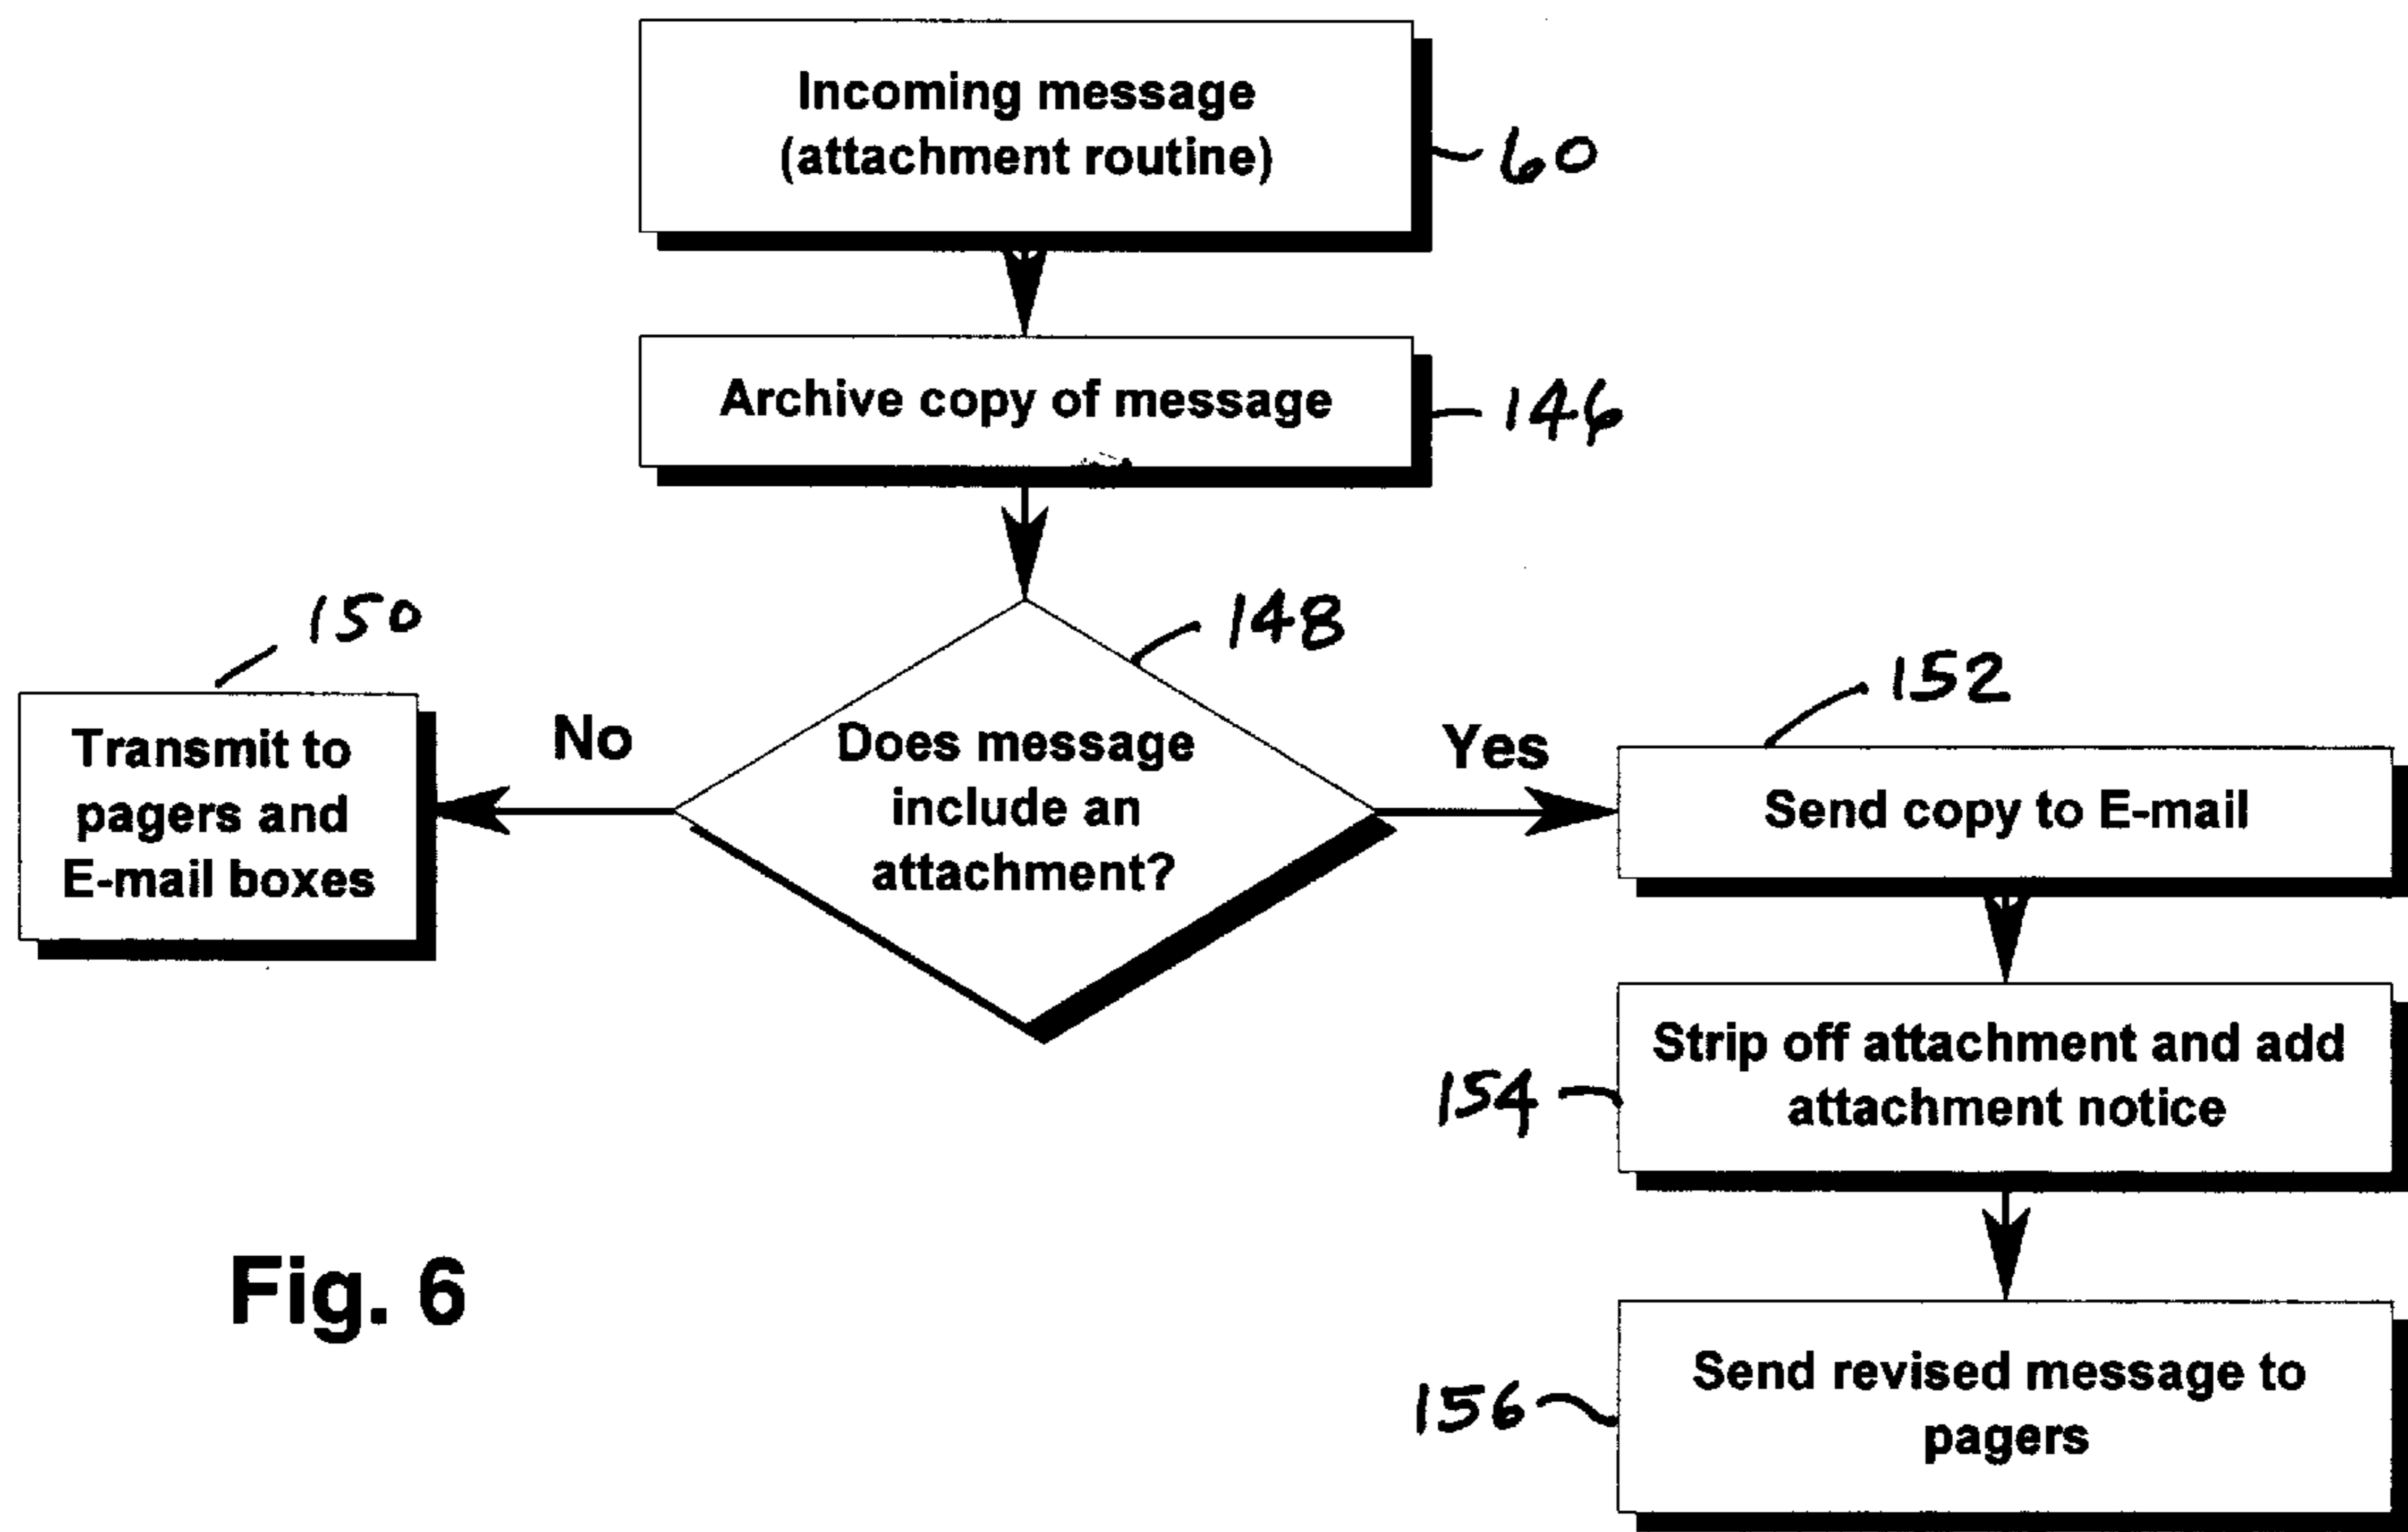 Incoming message
(attachment routine)
60
Archive copy of message
146
148
150
Transmit to
pagers and
E-mail boxes
No
Does message
include an
attachment?
Yes
152
Send copy to E-mail
154
Strip off attachment and add
attachment notice
156
Send revised message to
pagers
Fig. 6